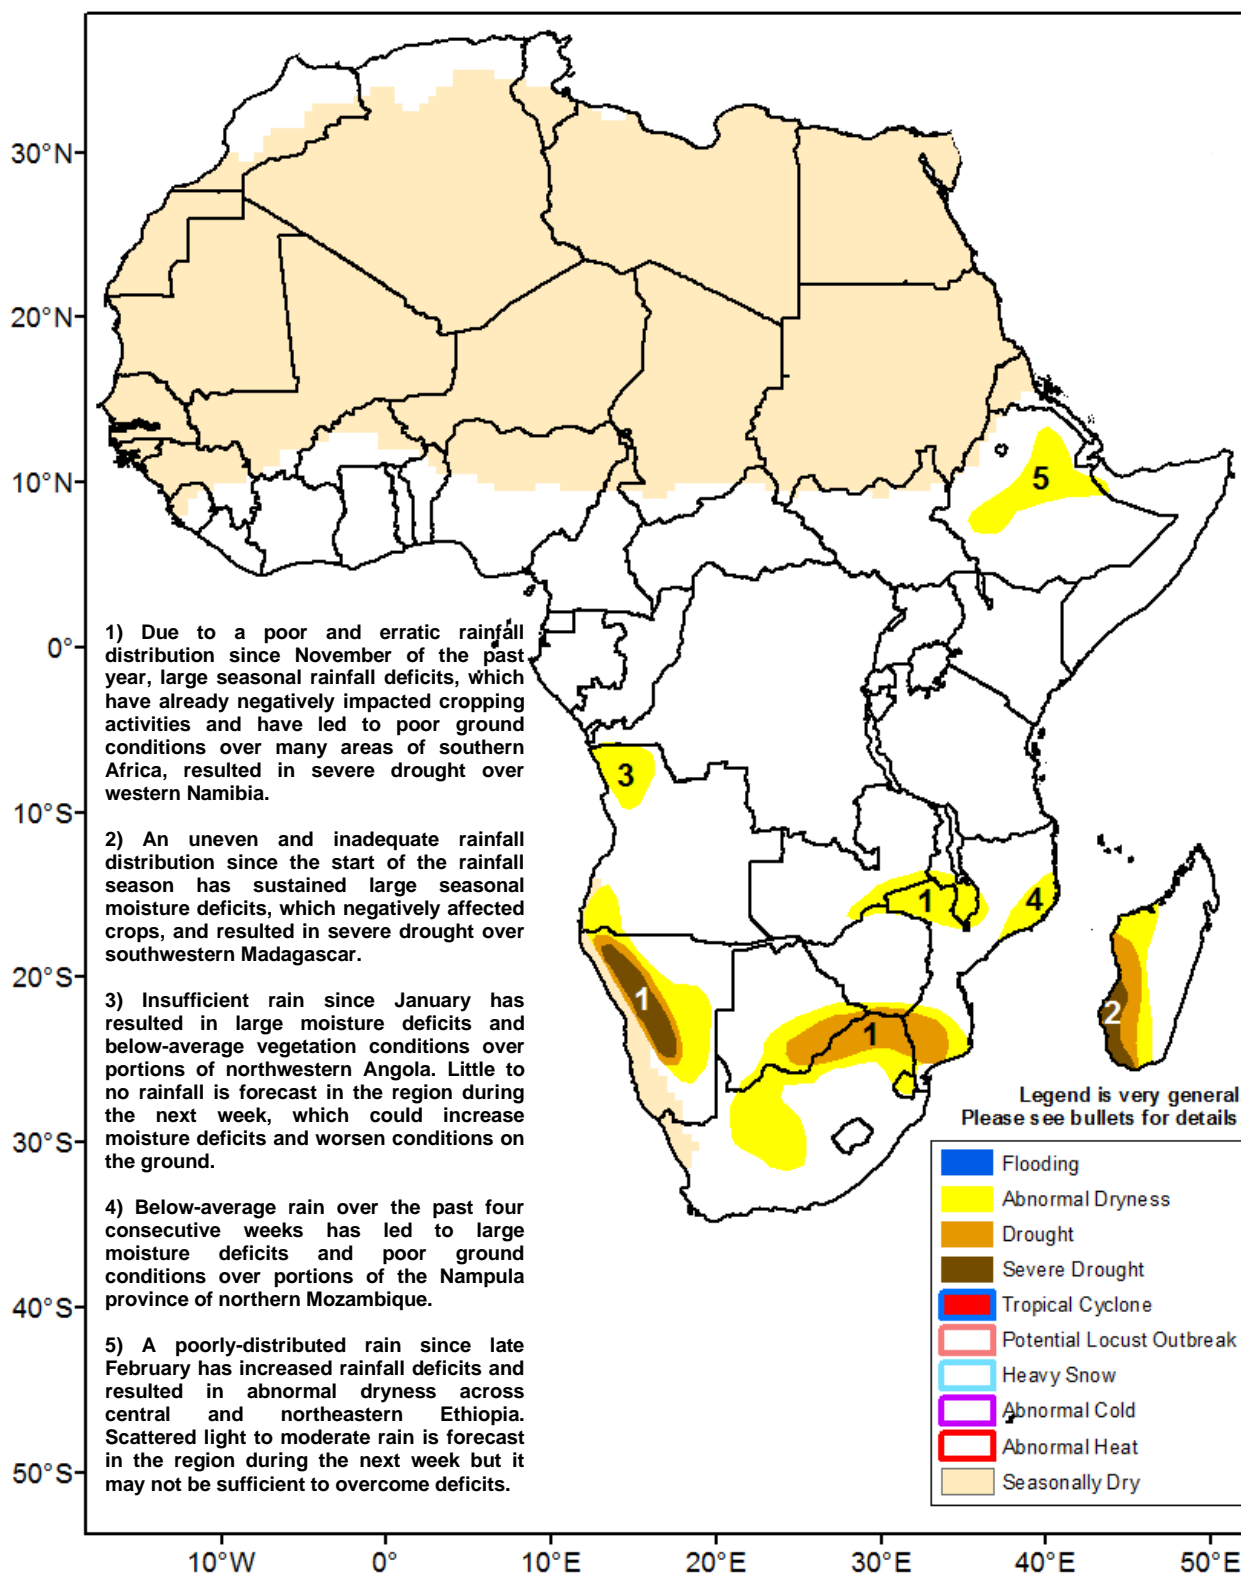 30°N
20°N
10°N
0°
10°S
20°S
30°S
40°S
50°S
5
3
1
4
1
1
2
1) Due to a poor and erratic rainfall
distribution since November of the past
year, large seasonal rainfall deficits, which
have already negatively impacted cropping
activities and have led to poor ground
conditions over many areas of southern
Africa, resulted in severe drought over
western Namibia.
2) An uneven and inadequate rainfall
distribution since the start of the rainfall
season has sustained large seasonal
moisture deficits, which negatively affected
crops, and resulted in severe drought over
southwestern Madagascar.
3) Insufficient rain since January has
resulted in large moisture deficits and
below-average vegetation conditions over
portions of northwestern Angola. Little to
no rainfall is forecast in the region during
the next week, which could increase
moisture deficits and worsen conditions on
the ground.
4) Below-average rain over the past four
consecutive weeks has led to large
moisture deficits and poor ground
conditions over portions of the Nampula
province of northern Mozambique.
5) A poorly-distributed rain since late
February has increased rainfall deficits and
resulted in abnormal dryness across
central and northeastern Ethiopia.
Scattered light to moderate rain is forecast
in the region during the next week but it
may not be sufficient to overcome deficits.
Legend is very general.
Please see bullets for details.
Flooding
Abnormal Dryness
Drought
Severe Drought
Tropical Cyclone
Potential Locust Outbreak
Heavy Snow
Abnormal Cold
Abnormal Heat
Seasonally Dry
10°W
0°
10°E
20°E
30°E
40°E
50°E